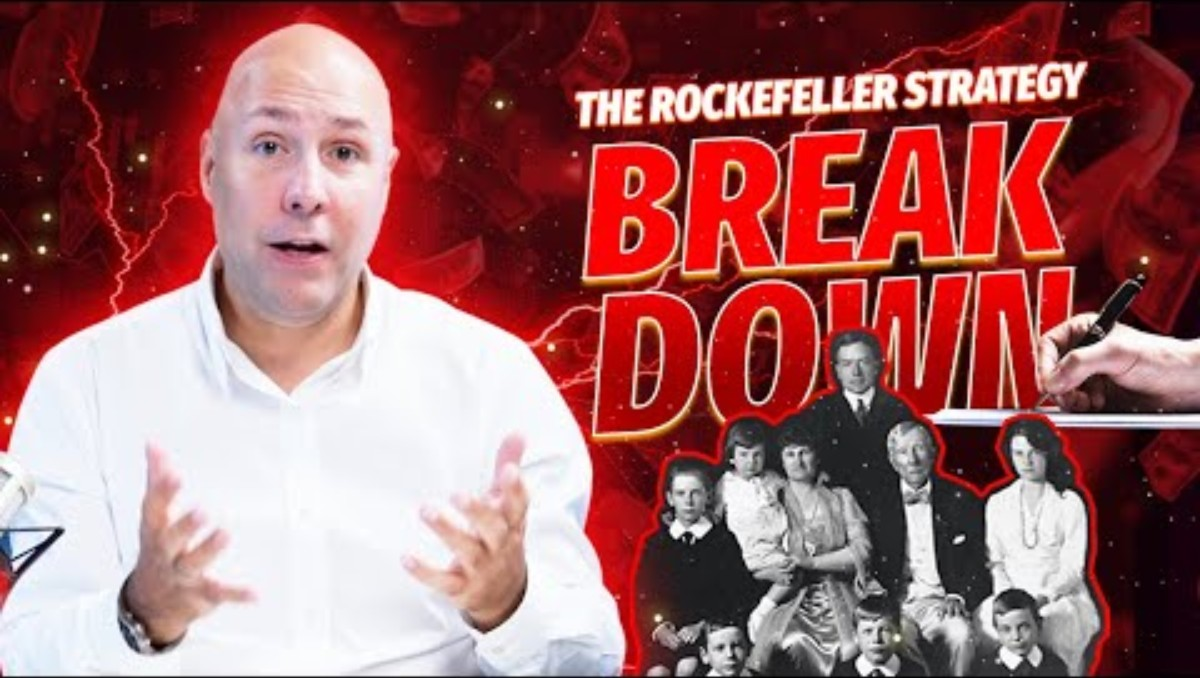 THE ROCKEFELLER STRATEGY
BREAK
DOWN